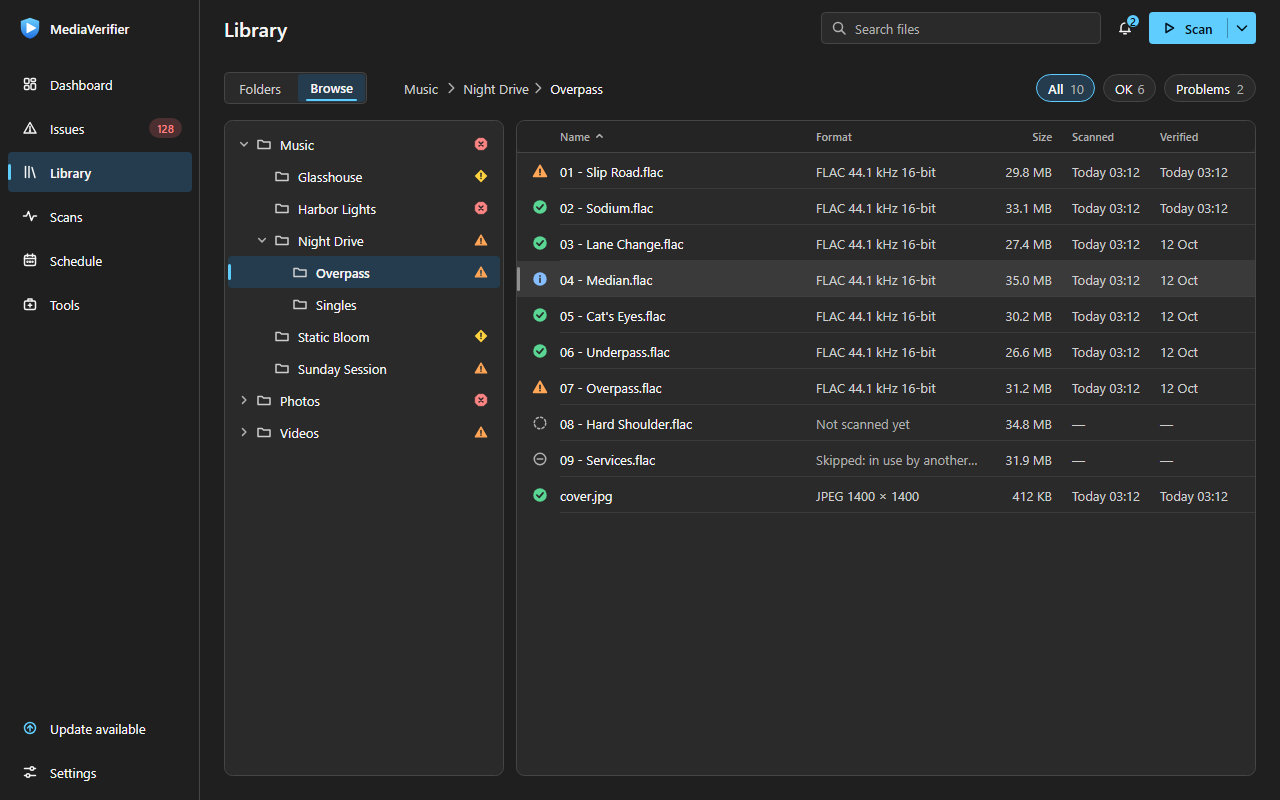 MediaVerifier
Library
Search files
2
Scan
Dashboard
Issues 128
Library
Scans
Schedule
Tools
Update available
Settings
Folders Browse
Music > Night Drive > Overpass
All 10 OK 6 Problems 2
Music
Glasshouse
Harbor Lights
Night Drive
Overpass
Singles
Static Bloom
Sunday Session
Photos
Videos
Name Format Size Scanned Verified
01 - Slip Road.flac FLAC 44.1 kHz 16-bit 29.8 MB Today 03:12 Today 03:12
02 - Sodium.flac FLAC 44.1 kHz 16-bit 33.1 MB Today 03:12 Today 03:12
03 - Lane Change.flac FLAC 44.1 kHz 16-bit 27.4 MB Today 03:12 12 Oct
04 - Median.flac FLAC 44.1 kHz 16-bit 35.0 MB Today 03:12 12 Oct
05 - Cat's Eyes.flac FLAC 44.1 kHz 16-bit 30.2 MB Today 03:12 12 Oct
06 - Underpass.flac FLAC 44.1 kHz 16-bit 26.6 MB Today 03:12 12 Oct
07 - Overpass.flac FLAC 44.1 kHz 16-bit 31.2 MB Today 03:12 12 Oct
08 - Hard Shoulder.flac Not scanned yet 34.8 MB — —
09 - Services.flac Skipped: in use by another... 31.9 MB — —
cover.jpg JPEG 1400 × 1400 412 KB Today 03:12 Today 03:12